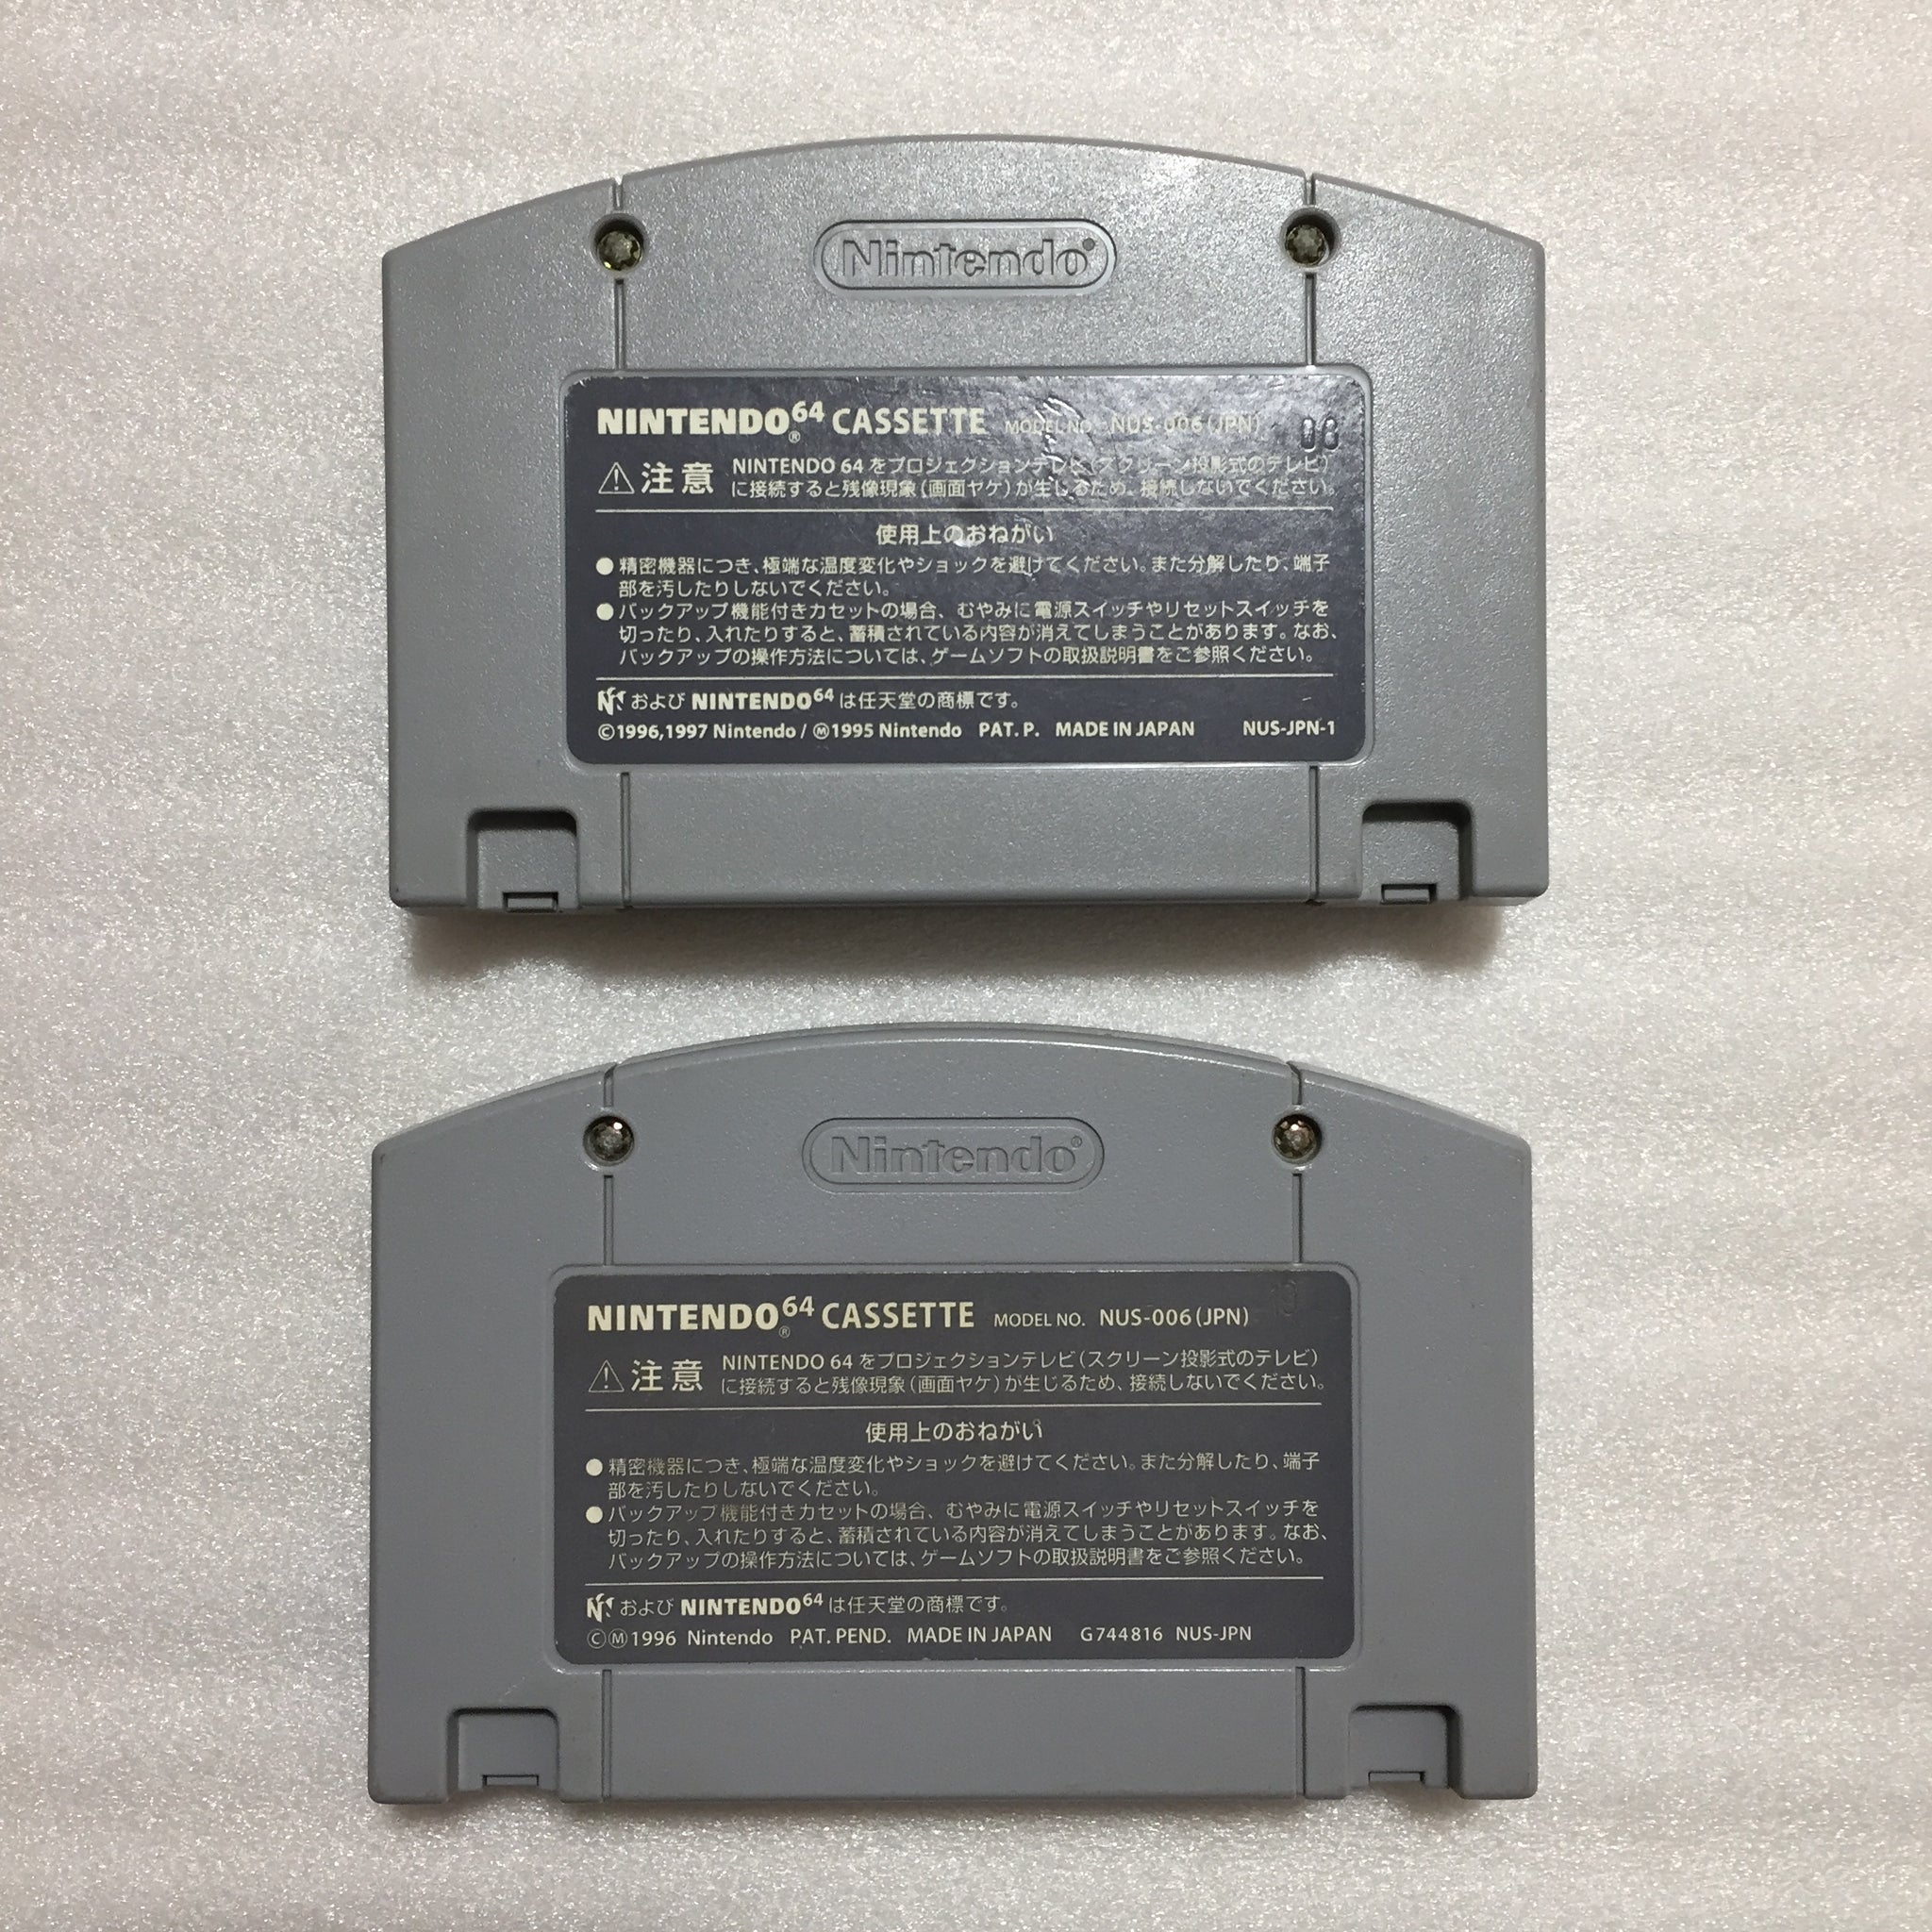 Nintendo®
NINTENDO64® CASSETTE MODEL NO. NUS-006(JPN) 08
⚠注意 NINTENDO 64 をプロジェクションテレビ(スクリーン投影式のテレビ)
に接続すると残像現象(画面ヤケ)が生じるため、接続しないでください。
使用上のおねがい
●精密機器につき、極端な温度変化やショックを避けてください。また分解したり、端子
部を汚したりしないでください。
●バックアップ機能付きカセットの場合、むやみに電源スイッチやリセットスイッチを
切ったり、入れたりすると、蓄積されている内容が消えてしまうことがあります。なお、
バックアップの操作方法については、ゲームソフトの取扱説明書をご参照ください。
N および NINTENDO64 は任天堂の商標です。
©1996,1997 Nintendo / Ⓜ1995 Nintendo PAT. P. MADE IN JAPAN NUS-JPN-1
Nintendo®
NINTENDO64® CASSETTE MODEL NO. NUS-006(JPN)
⚠注意 NINTENDO 64 をプロジェクションテレビ(スクリーン投影式のテレビ)
に接続すると残像現象(画面ヤケ)が生じるため、接続しないでください。
使用上のおねがい
●精密機器につき、極端な温度変化やショックを避けてください。また分解したり、端子
部を汚したりしないでください。
●バックアップ機能付きカセットの場合、むやみに電源スイッチやリセットスイッチを
切ったり、入れたりすると、蓄積されている内容が消えてしまうことがあります。なお、
バックアップの操作方法については、ゲームソフトの取扱説明書をご参照ください。
N および NINTENDO64 は任天堂の商標です。
©Ⓜ1996 Nintendo PAT. PEND. MADE IN JAPAN G744816 NUS-JPN